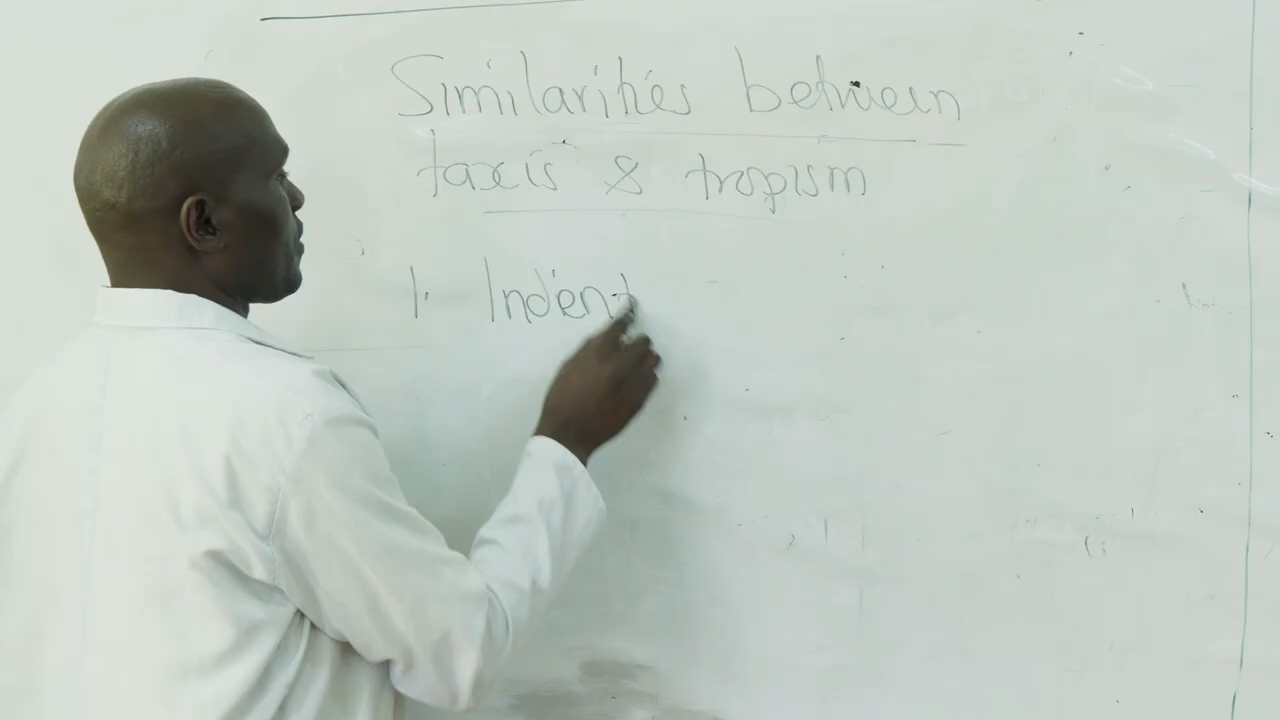 Similarities between
taxis & tropism
1. Indent